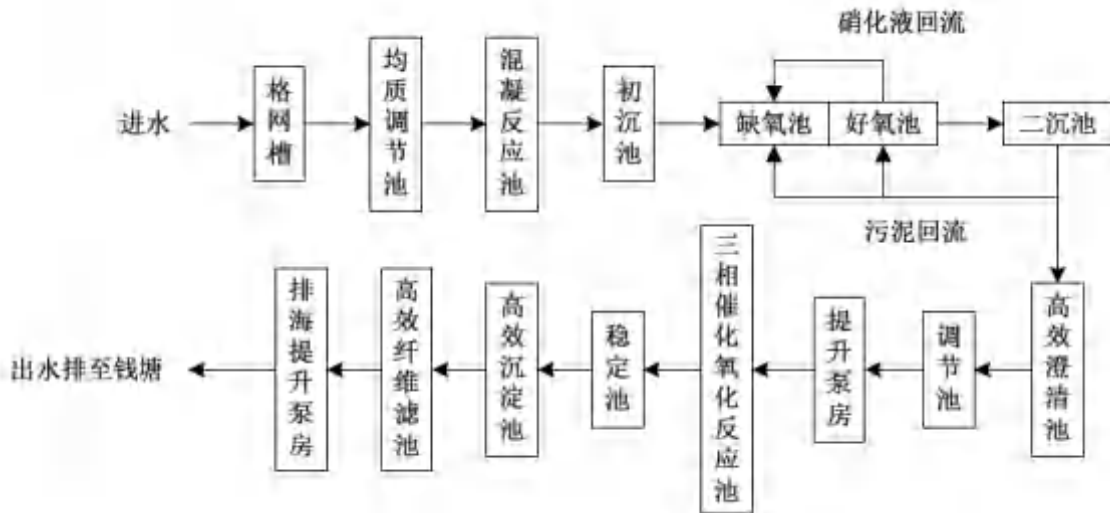 硝化液回流
进水
格网槽
均质调节池
混凝反应池
初沉池
缺氧池
好氧池
二沉池
污泥回流
出水排至钱塘
排海提升泵房
高效纤维滤池
高效沉淀池
稳定池
三相催化氧化反应池
提升泵房
调节池
高效澄清池